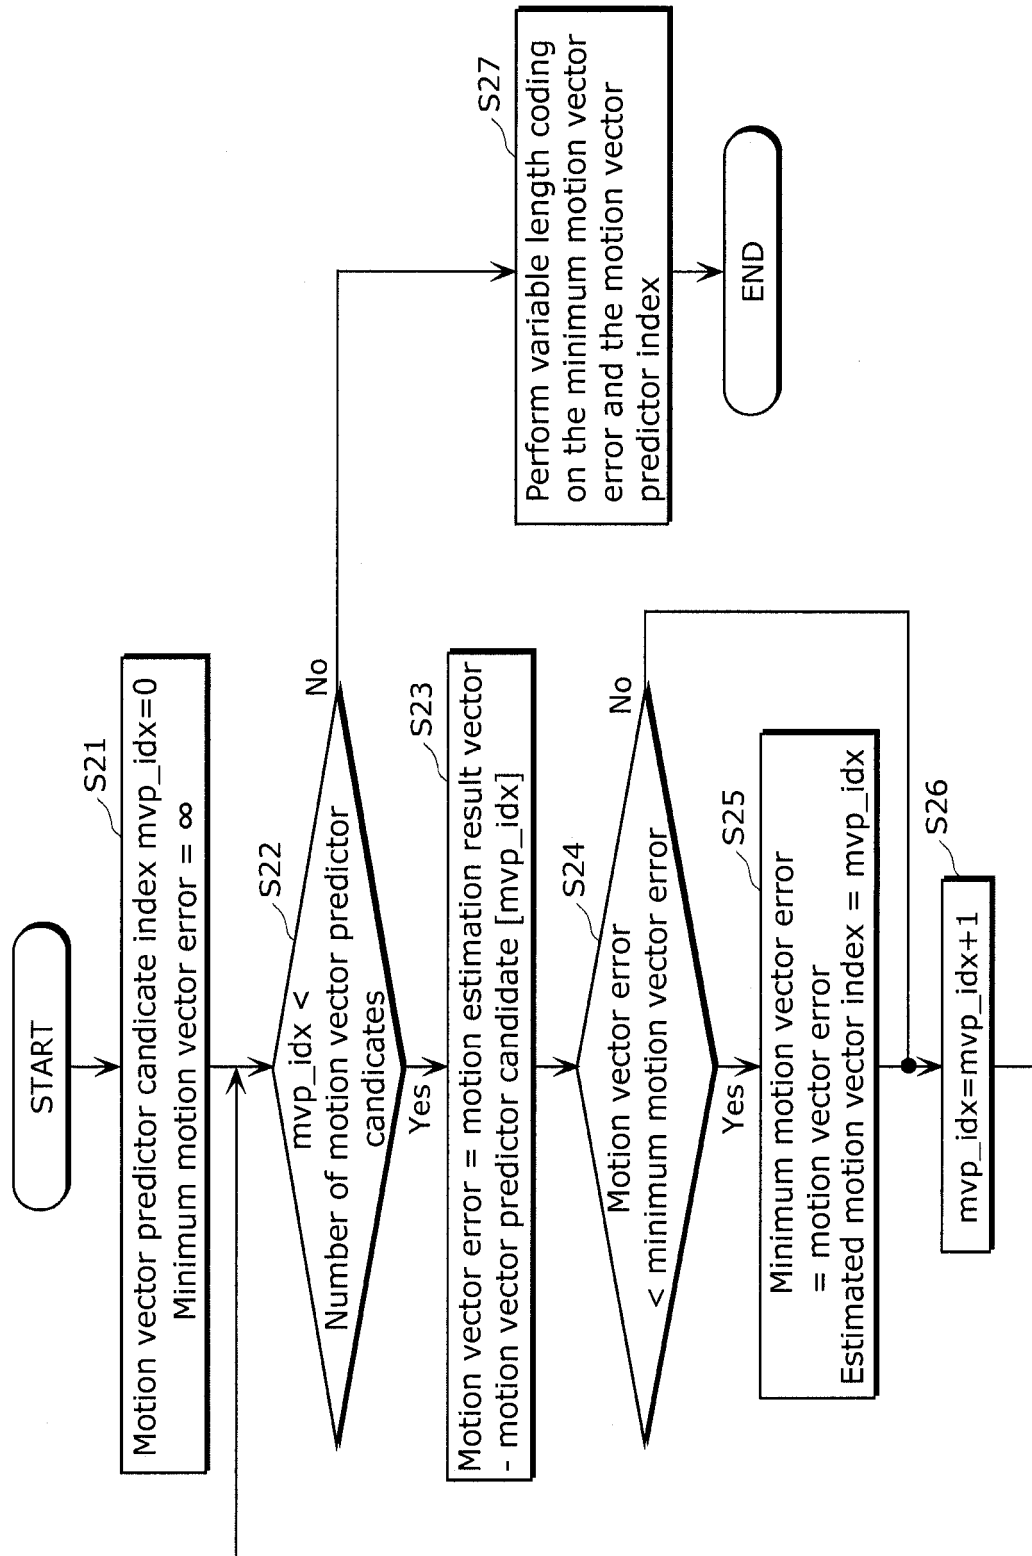 START
S21
Motion vector predictor candicate index mvp_idx=0
Minimum motion vector error = ∞
S22
mvp_idx <
Number of motion vector predictor
candicates
No
Yes
S23
Motion vector error = motion estimation result vector
- motion vector predictor candidate [mvp_idx]
S24
Motion vector error
< minimum motion vector error
No
Yes
S25
Minimum motion vector error
= motion vector error
Estimated motion vector index = mvp_idx
S26
mvp_idx=mvp_idx+1
S27
Perform variable length coding
on the minimum motion vector
error and the motion vector
predictor index
END